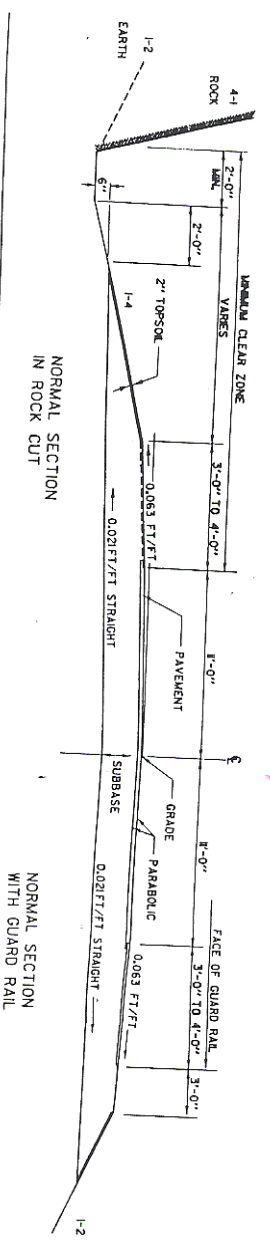 4-1
ROCK
1-2
EARTH
MINIMUM CLEAR ZONE
2'-0"
MIN.
VARIES
3'-0" TO 4'-0"
11'-0"
℄
11'-0"
FACE OF GUARD RAIL
3'-0" TO 4'-0"
3'-0"
6"
2'-0"
1-4
2" TOPSOIL
0.063 FT/FT
PAVEMENT
GRADE
PARABOLIC
0.063 FT/FT
0.021FT/FT STRAIGHT
SUBBASE
0.021FT/FT STRAIGHT
1-2
NORMAL SECTION
IN ROCK CUT
NORMAL SECTION
WITH GUARD RAIL